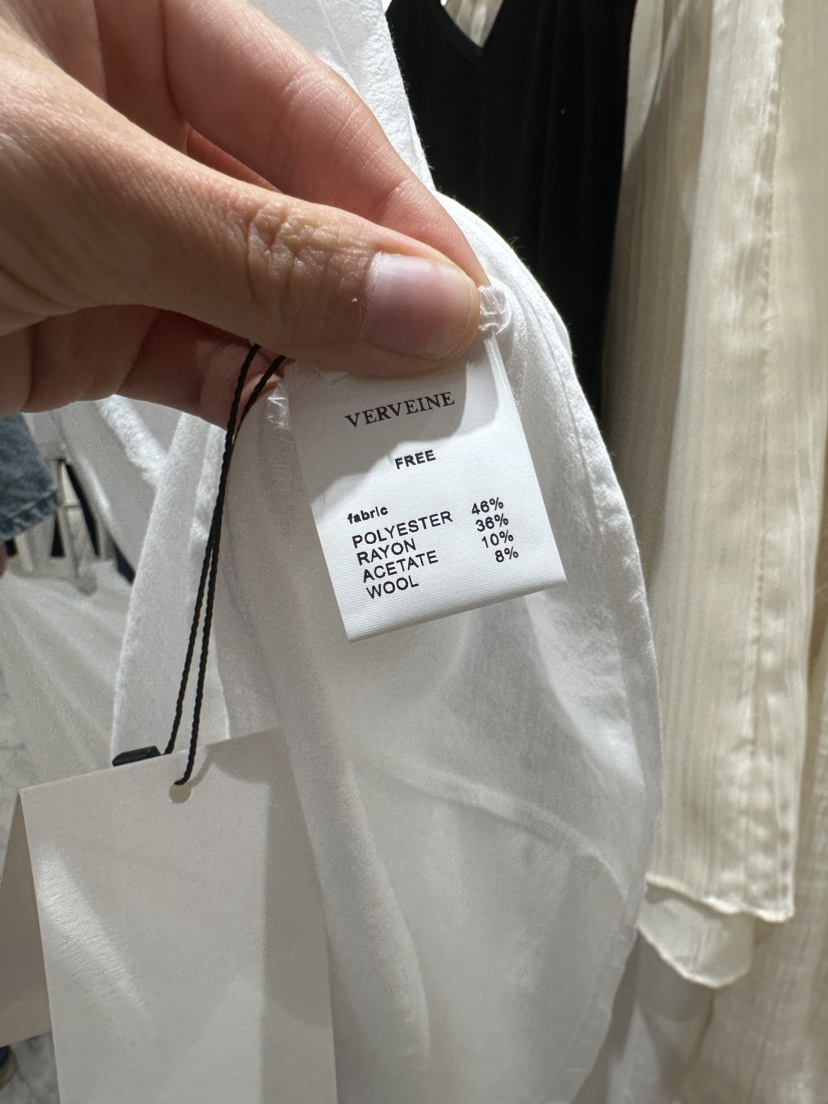 VERVEINE
FREE
fabric
POLYESTER 46%
RAYON 36%
ACETATE 10%
WOOL 8%